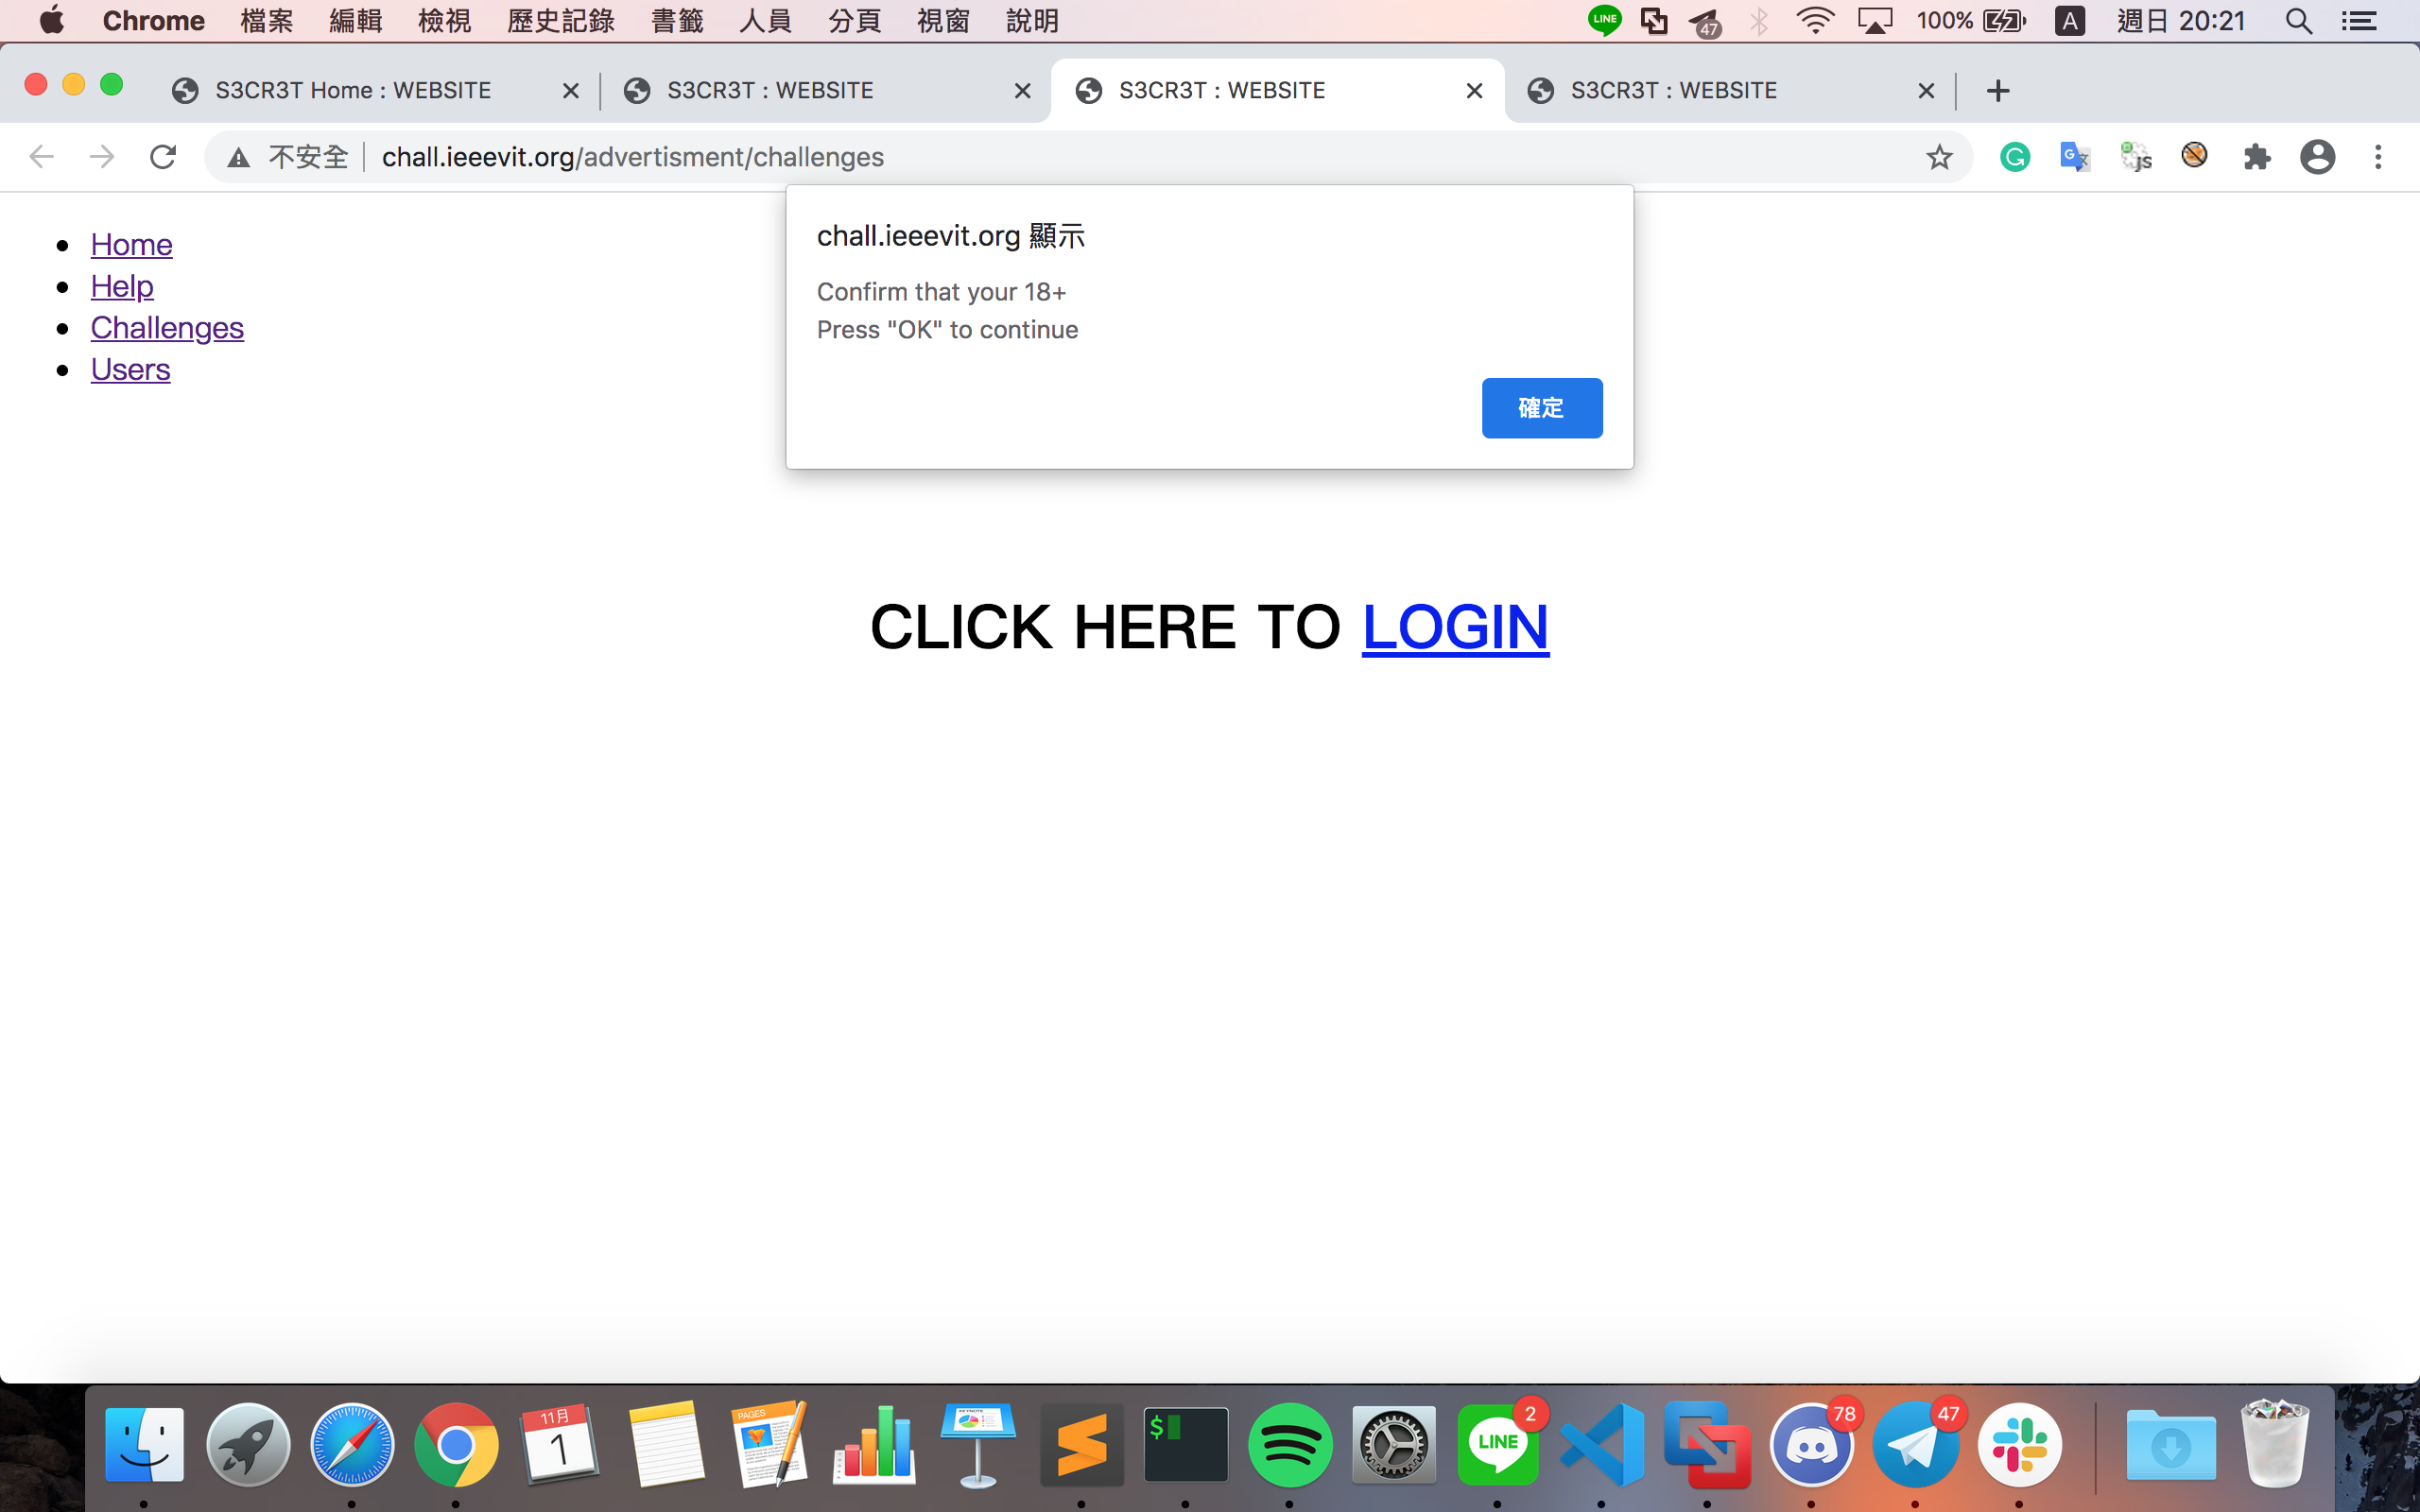 Chrome 檔案 編輯 檢視 歷史記錄 書籤 人員 分頁 視窗 說明 LINE 47 100% A 週日 20:21
S3CR3T Home : WEBSITE S3CR3T : WEBSITE S3CR3T : WEBSITE S3CR3T : WEBSITE
不安全 chall.ieeevit.org/advertisment/challenges
chall.ieeevit.org 顯示
Confirm that your 18+
Press "OK" to continue
確定
Home
Help
Challenges
Users
CLICK HERE TO LOGIN
11月
1
PAGES
KEYNOTE
$
LINE
2
78
47